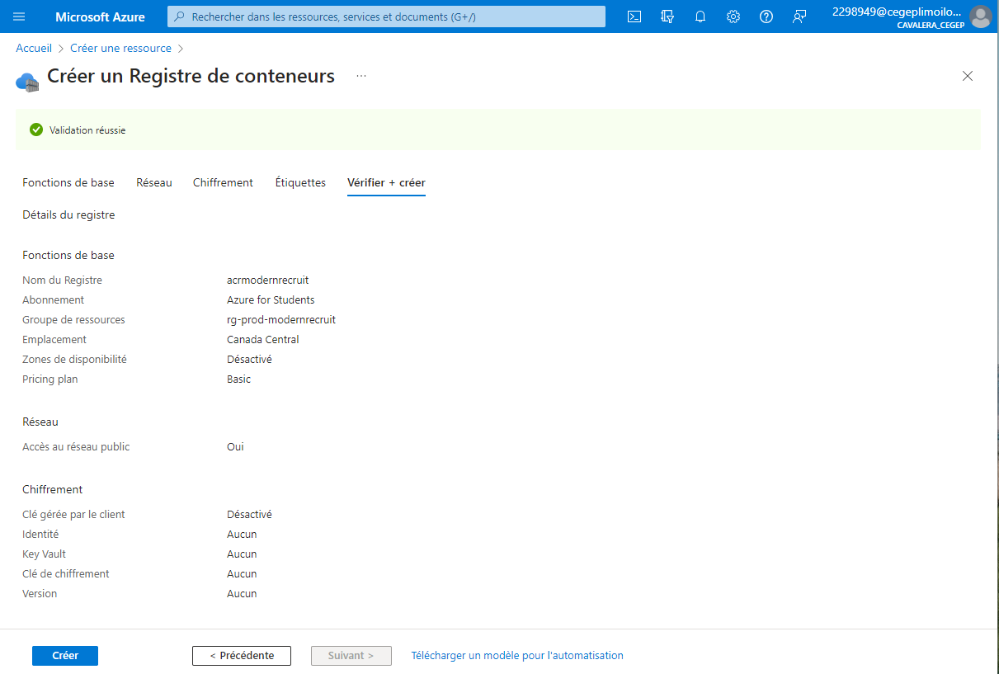 Microsoft Azure
Rechercher dans les ressources, services et documents (G+/)
2298949@cegeplimoilo...
CAVALERA_CEGEP
Accueil > Créer une ressource >
Créer un Registre de conteneurs ...
Validation réussie
Fonctions de base Réseau Chiffrement Étiquettes Vérifier + créer
Détails du registre
Fonctions de base
Nom du Registre acrmodernrecruit
Abonnement Azure for Students
Groupe de ressources rg-prod-modernrecruit
Emplacement Canada Central
Zones de disponibilité Désactivé
Pricing plan Basic
Réseau
Accès au réseau public Oui
Chiffrement
Clé gérée par le client Désactivé
Identité Aucun
Key Vault Aucun
Clé de chiffrement Aucun
Version Aucun
Créer < Précédente Suivant > Télécharger un modèle pour l'automatisation